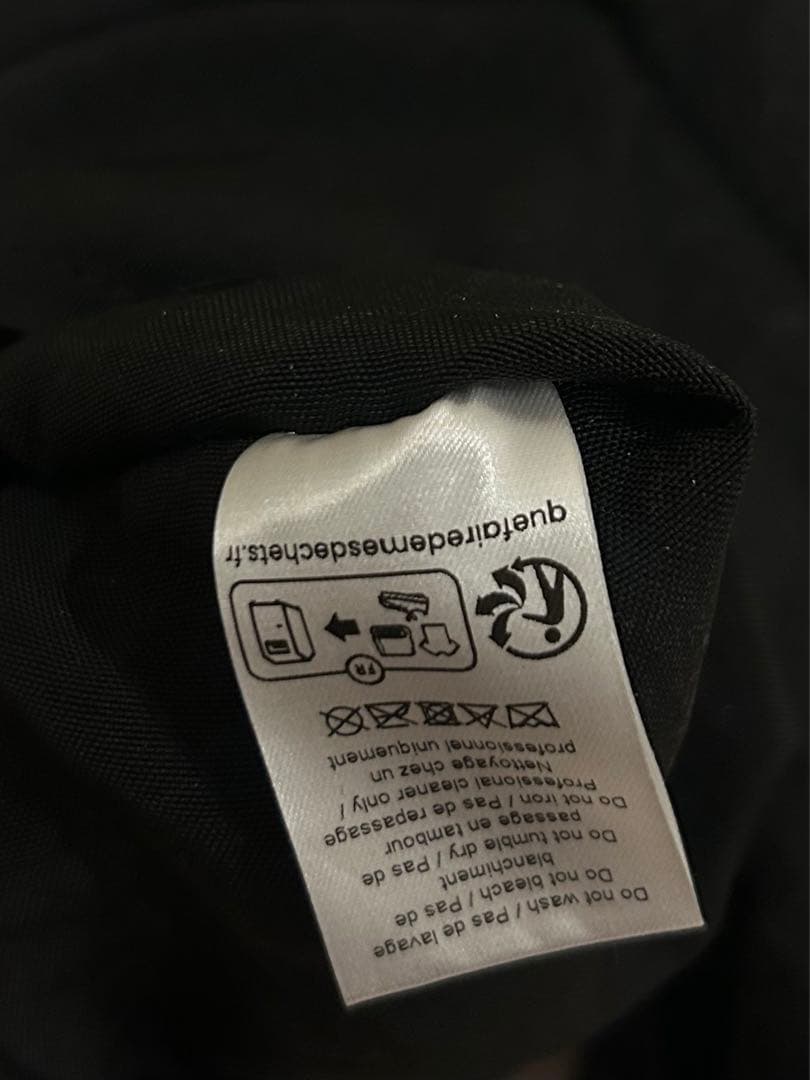 Do not wash / Pas de lavage
Do not bleach / Pas de
blanchiment
Do not tumble dry / Pas de
passage en tambour
Do not iron / Pas de repassage
Professional cleaner only /
Nettoyage chez un
professionnel uniquement
FR
quefairedemesdechets.fr